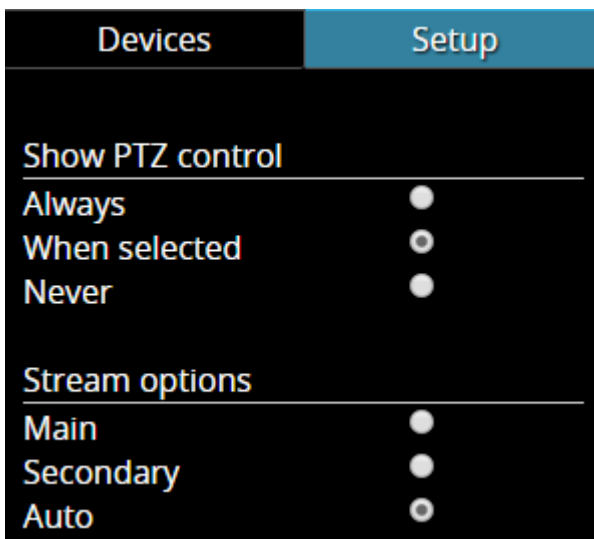 Devices Setup
Show PTZ control
Always
When selected
Never
Stream options
Main
Secondary
Auto